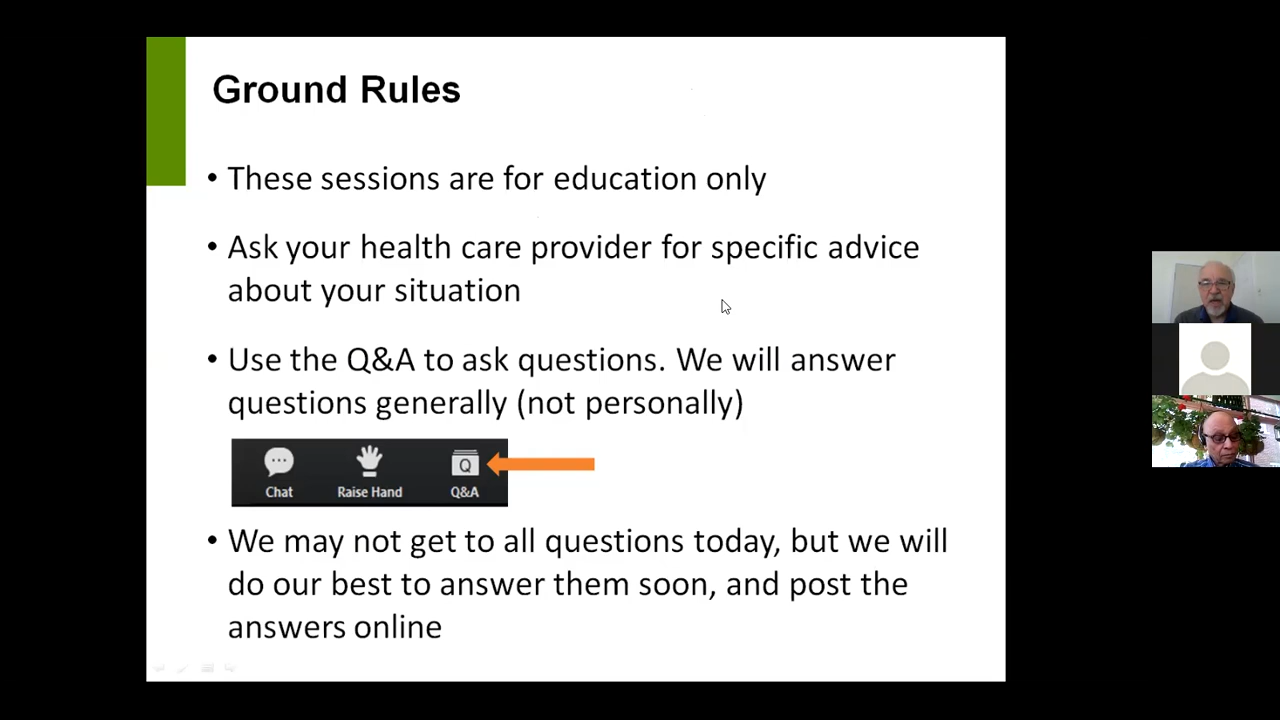 Ground Rules
• These sessions are for education only
• Ask your health care provider for specific advice
about your situation
• Use the Q&A to ask questions. We will answer
questions generally (not personally)
Chat Raise Hand Q&A
• We may not get to all questions today, but we will
do our best to answer them soon, and post the
answers online